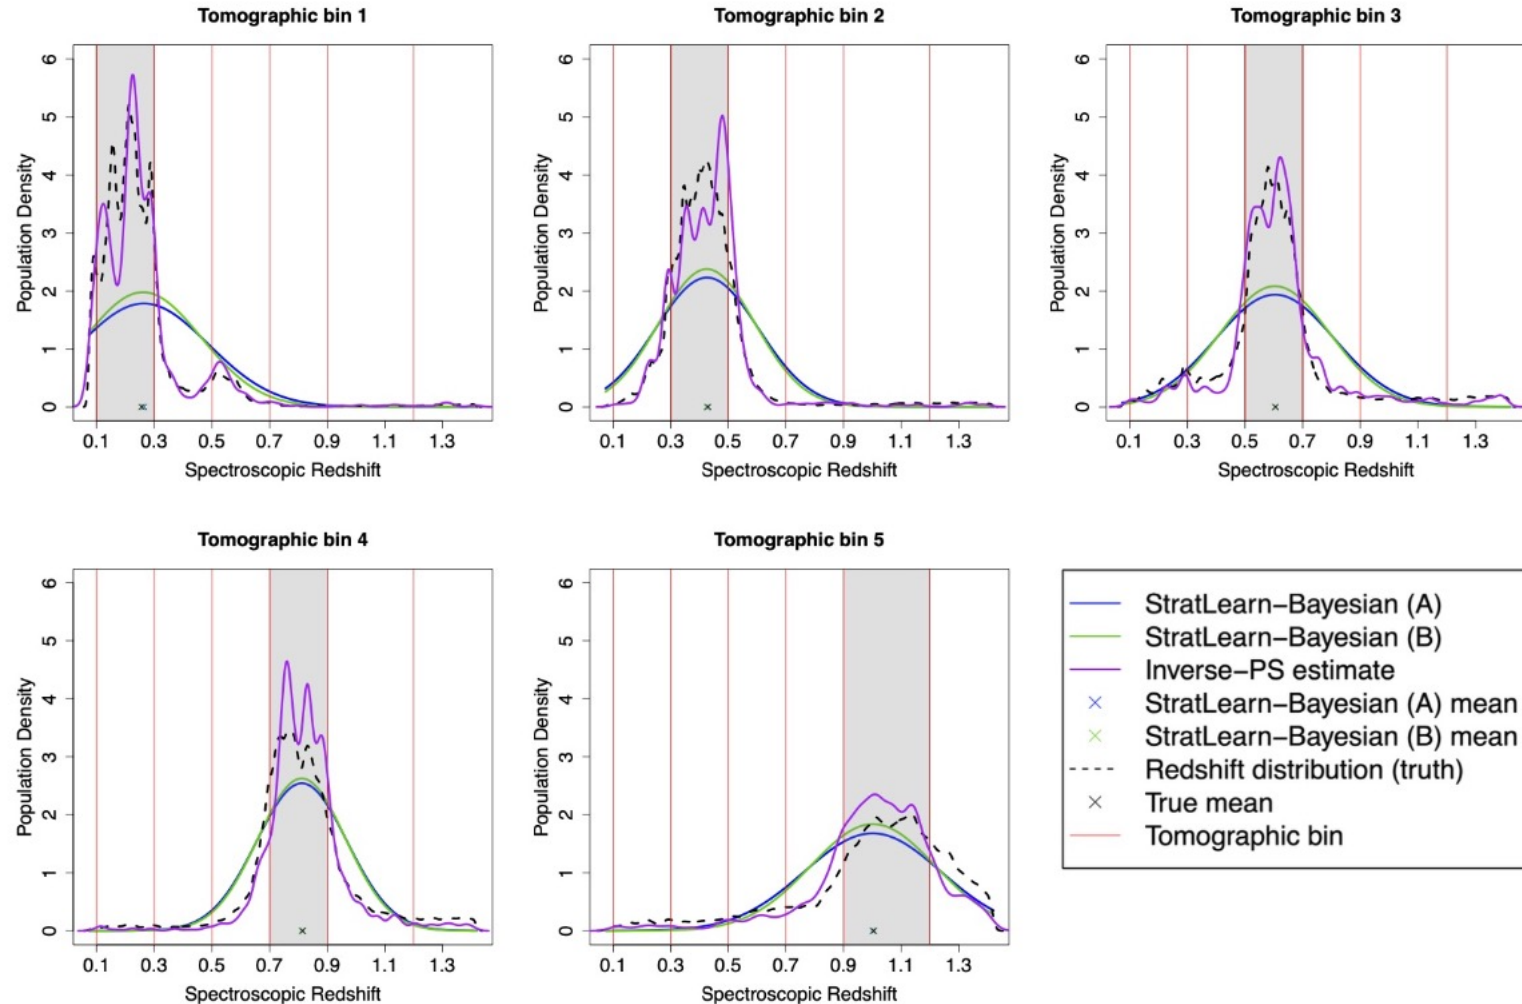 Tomographic bin 1
Population Density
6
5
4
3
2
1
0
0.1 0.3 0.5 0.7 0.9 1.1 1.3
Spectroscopic Redshift
Tomographic bin 2
Population Density
6
5
4
3
2
1
0
0.1 0.3 0.5 0.7 0.9 1.1 1.3
Spectroscopic Redshift
Tomographic bin 3
Population Density
6
5
4
3
2
1
0
0.1 0.3 0.5 0.7 0.9 1.1 1.3
Spectroscopic Redshift
Tomographic bin 4
Population Density
6
5
4
3
2
1
0
0.1 0.3 0.5 0.7 0.9 1.1 1.3
Spectroscopic Redshift
Tomographic bin 5
Population Density
6
5
4
3
2
1
0
0.1 0.3 0.5 0.7 0.9 1.1 1.3
Spectroscopic Redshift
StratLearn−Bayesian (A)
StratLearn−Bayesian (B)
Inverse−PS estimate
StratLearn−Bayesian (A) mean
StratLearn−Bayesian (B) mean
Redshift distribution (truth)
True mean
Tomographic bin